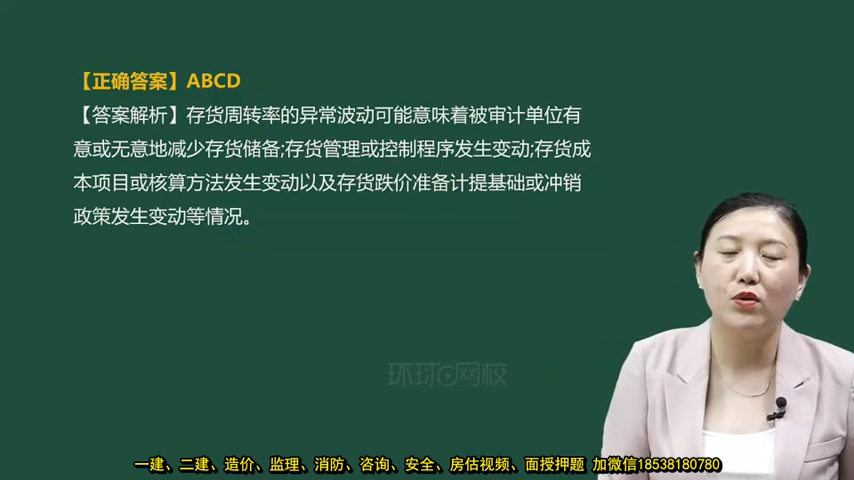 【正确答案】ABCD
【答案解析】存货周转率的异常波动可能意味着被审计单位有
意或无意地减少存货储备;存货管理或控制程序发生变动;存货成
本项目或核算方法发生变动以及存货跌价准备计提基础或冲销
政策发生变动等情况。
环球网校
一建、二建、造价、监理、消防、咨询、安全、房估视频、面授押题 加微信18538180780